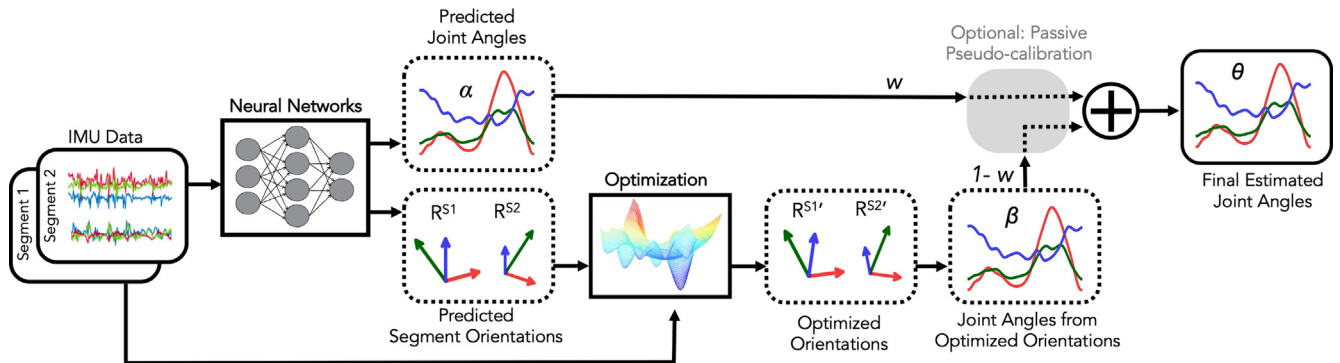 Predicted
Joint Angles
α
Optional: Passive
Pseudo-calibration
w
θ
Neural Networks
IMU Data
Segment 1
Segment 2
1- w
Final Estimated
Joint Angles
Optimization
R^S1 R^S2
R^S1′ R^S2′
β
Predicted
Segment Orientations
Optimized
Orientations
Joint Angles from
Optimized Orientations